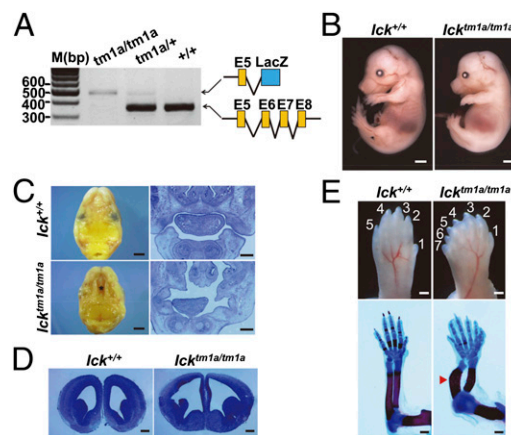 A
M(bp)
tm1a/tm1a
tm1a/+
+/+
600
500
400
300
E5 LacZ
E5 E6 E7 E8
B
Ick+/+ Icktm1a/tm1a
C
Ick+/+
Icktm1a/tm1a
D
Ick+/+ Icktm1a/tm1a
E
Ick+/+ Icktm1a/tm1a
5 4 3 2 1
7 6 5 4 3 2 1